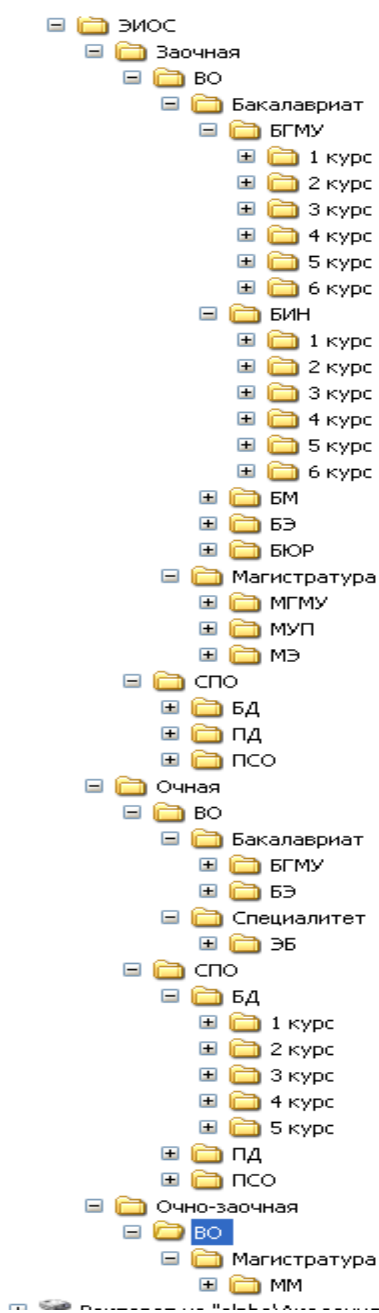 ЭИОС
Заочная
ВО
Бакалавриат
БГМУ
1 курс
2 курс
3 курс
4 курс
5 курс
6 курс
БИН
1 курс
2 курс
3 курс
4 курс
5 курс
6 курс
БМ
БЭ
БЮР
Магистратура
МГМУ
МУП
МЭ
СПО
БД
ПД
ПСО
Очная
ВО
Бакалавриат
БГМУ
БЭ
Специалитет
ЭБ
СПО
БД
1 курс
2 курс
3 курс
4 курс
5 курс
ПД
ПСО
Очно-заочная
ВО
Магистратура
ММ